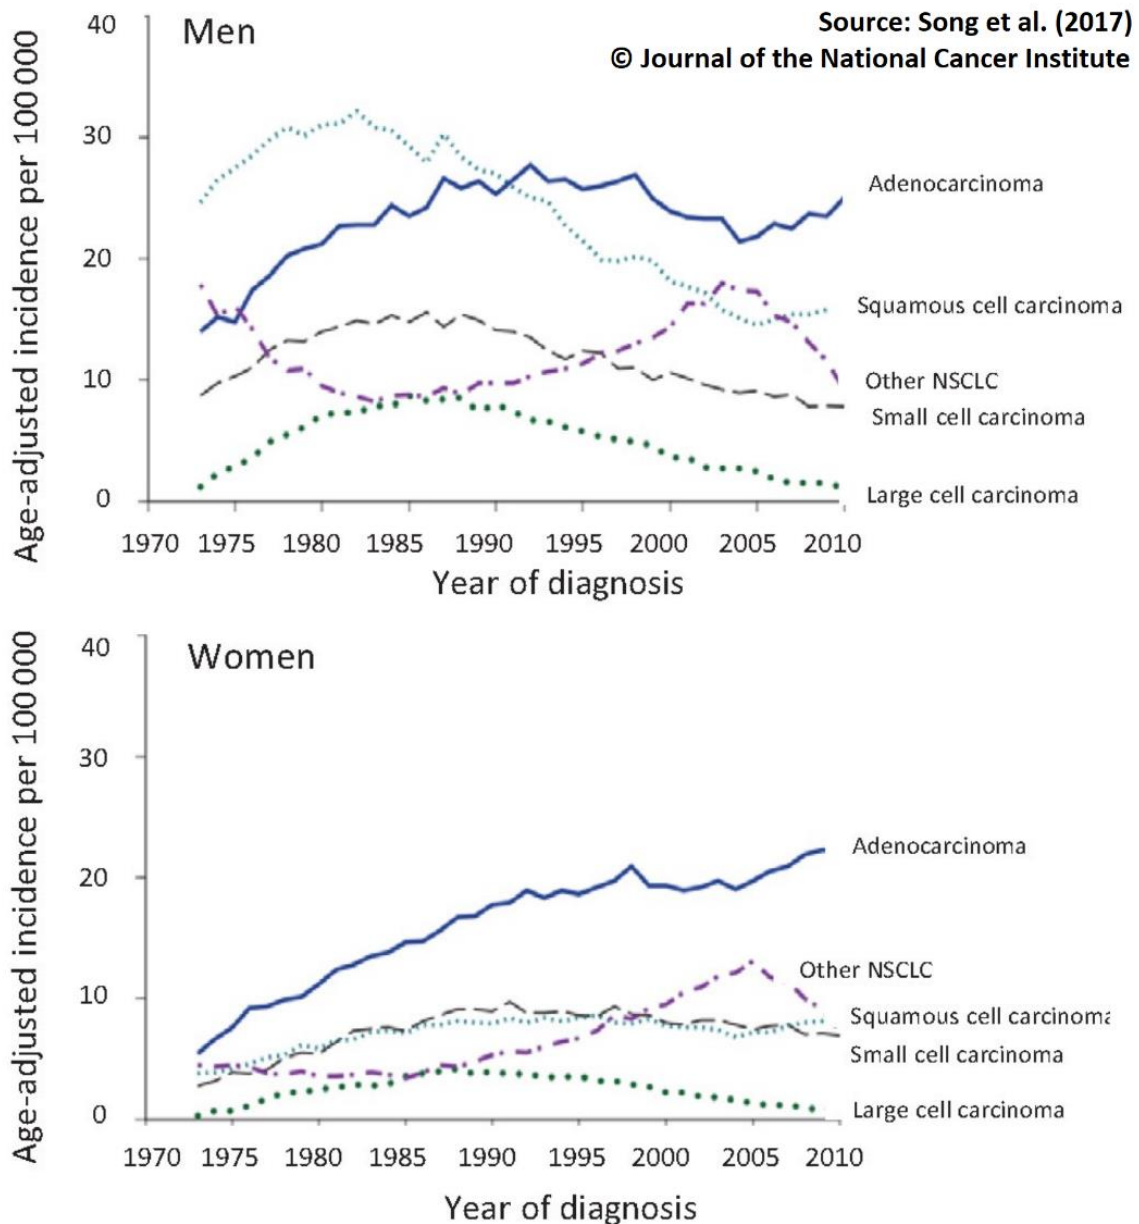 Source: Song et al. (2017)
© Journal of the National Cancer Institute
Men
Age-adjusted incidence per 100 000
40
30
20
10
0
Adenocarcinoma
Squamous cell carcinoma
Other NSCLC
Small cell carcinoma
Large cell carcinoma
1970 1975 1980 1985 1990 1995 2000 2005 2010
Year of diagnosis
Women
Age-adjusted incidence per 100 000
40
30
20
10
0
Adenocarcinoma
Other NSCLC
Squamous cell carcinoma
Small cell carcinoma
Large cell carcinoma
1970 1975 1980 1985 1990 1995 2000 2005 2010
Year of diagnosis